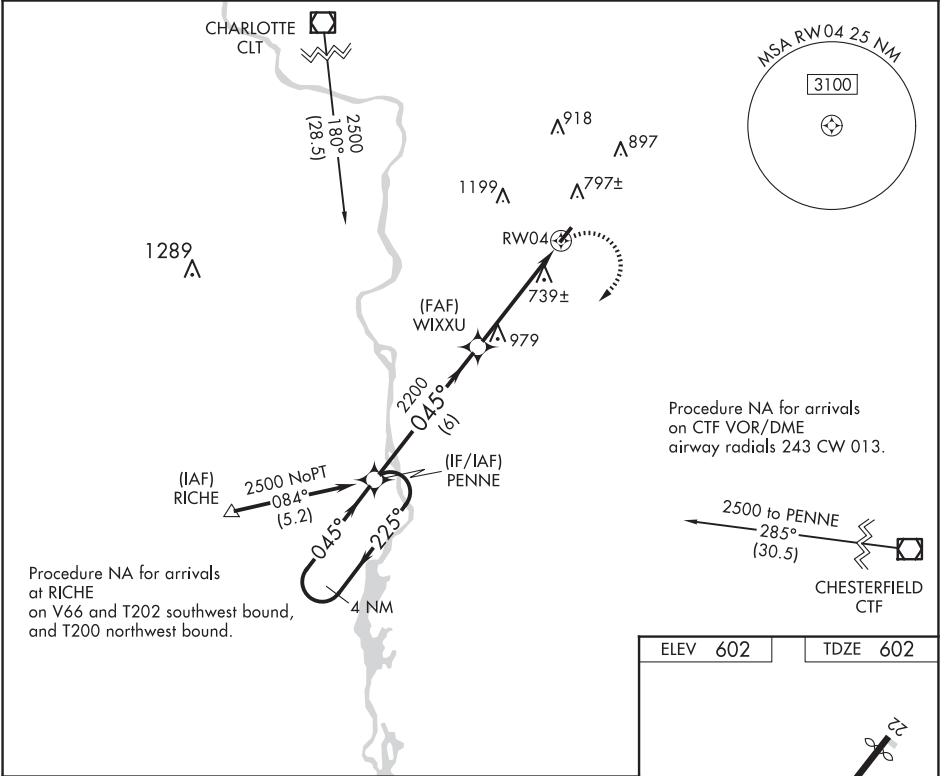 CHARLOTTE
CLT
2500
180°
(28.5)
MSA RW04 25 NM
3100
918
897
1199
797±
RW04
1289
739±
(FAF)
WIXXU
979
2200
045°
(6)
Procedure NA for arrivals
on CTF VOR/DME
airway radials 243 CW 013.
(IF/IAF)
PENNE
(IAF)
RICHE
2500 NoPT
084°
(5.2)
045°
225°
4 NM
2500 to PENNE
285°
(30.5)
CHESTERFIELD
CTF
Procedure NA for arrivals
at RICHE
on V66 and T202 southwest bound,
and T200 northwest bound.
ELEV 602
TDZE 602
22